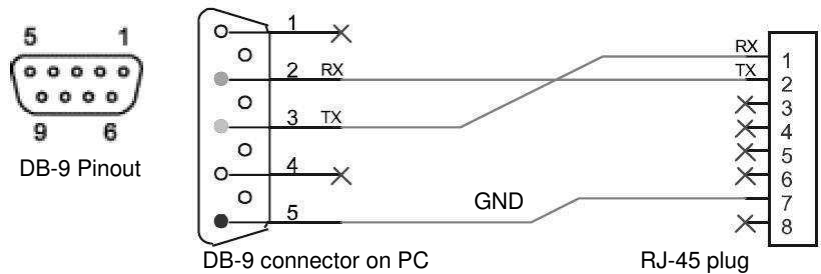 5 1
9 6
DB-9 Pinout
1
2 RX
3 TX
4
5
GND
DB-9 connector on PC
RX 1
TX 2
3
4
5
6
7
8
RJ-45 plug